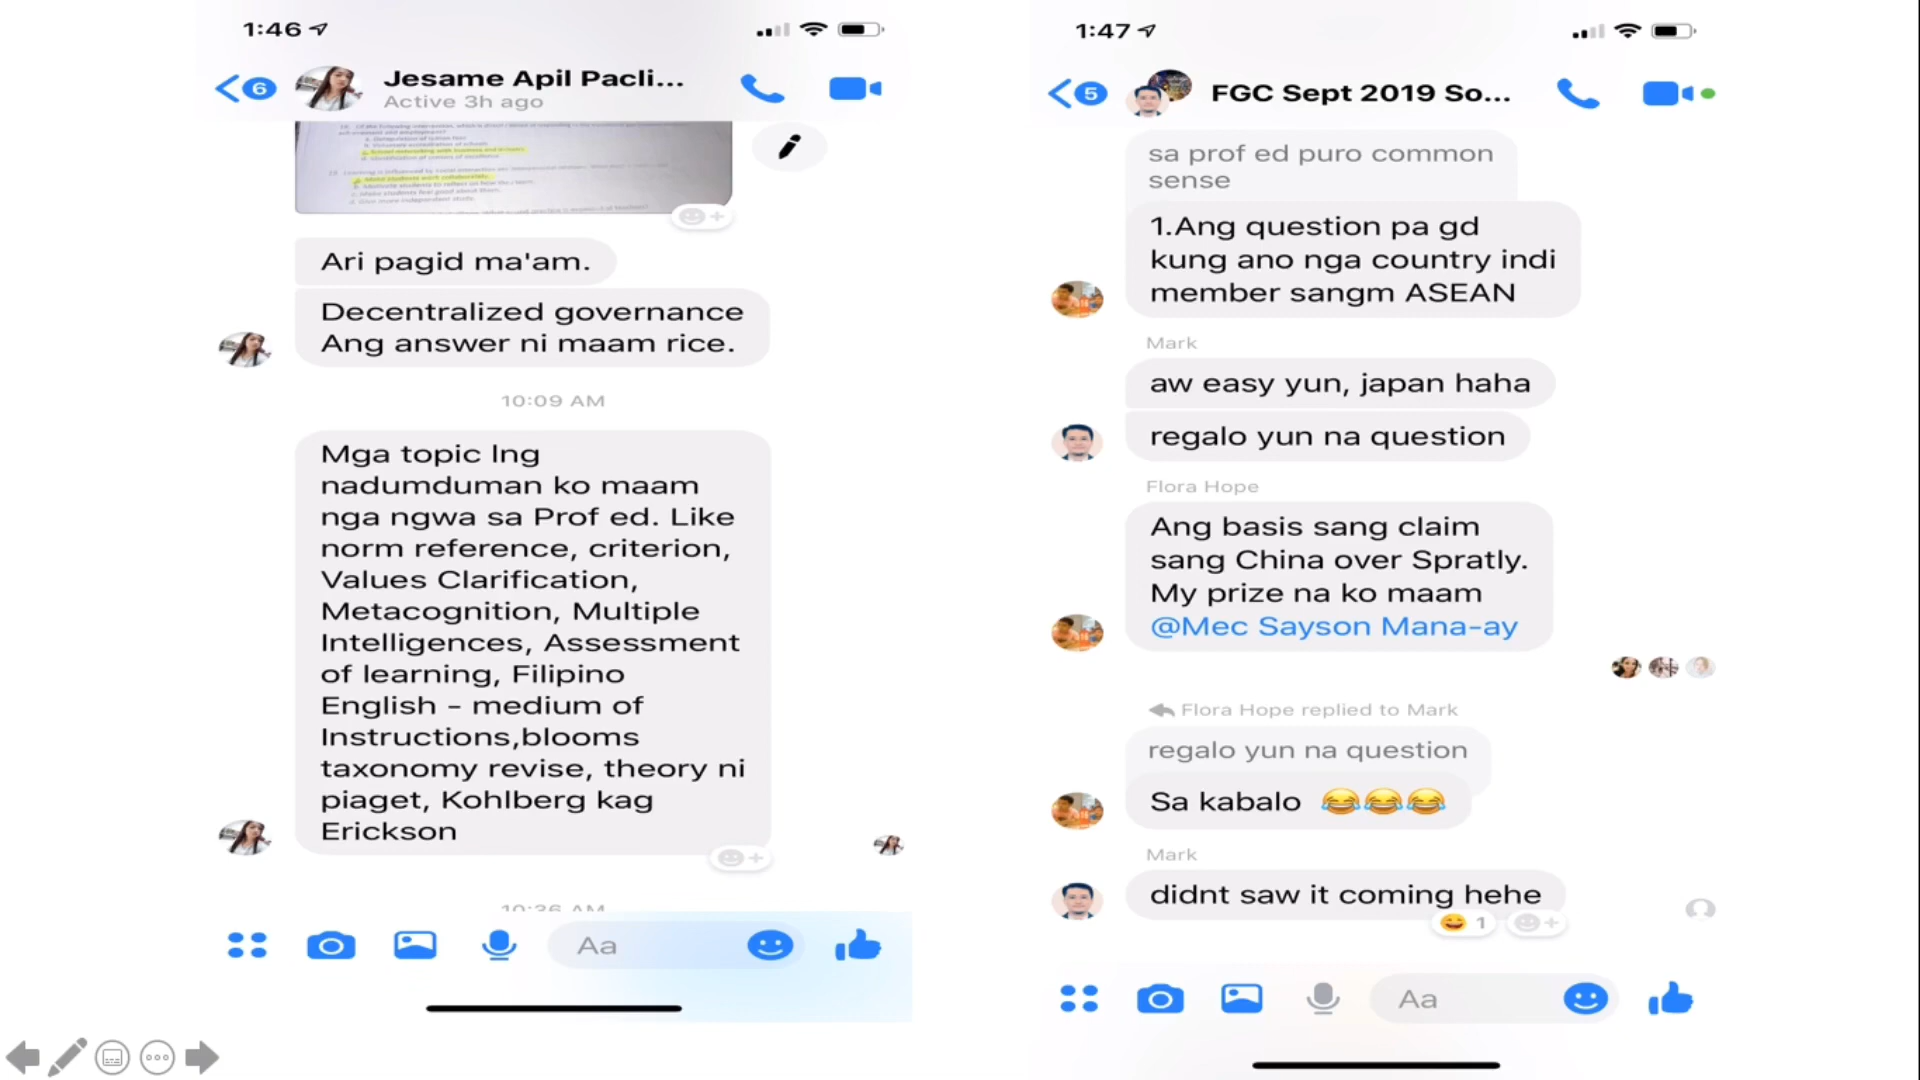 1:46
6
Jesame Apil Pacli...
Active 3h ago
Ari pagid ma'am.
Decentralized governance
Ang answer ni maam rice.
10:09 AM
Mga topic lng
nadumduman ko maam
nga ngwa sa Prof ed. Like
norm reference, criterion,
Values Clarification,
Metacognition, Multiple
Intelligences, Assessment
of learning, Filipino
English - medium of
Instructions,blooms
taxonomy revise, theory ni
piaget, Kohlberg kag
Erickson
10:36 AM
Aa
1:47
5
FGC Sept 2019 So...
sa prof ed puro common
sense
1.Ang question pa gd
kung ano nga country indi
member sangm ASEAN
Mark
aw easy yun, japan haha
regalo yun na question
Flora Hope
Ang basis sang claim
sang China over Spratly.
My prize na ko maam
@Mec Sayson Mana-ay
Flora Hope replied to Mark
regalo yun na question
Sa kabalo 😂😂😂
Mark
didnt saw it coming hehe
1
Aa